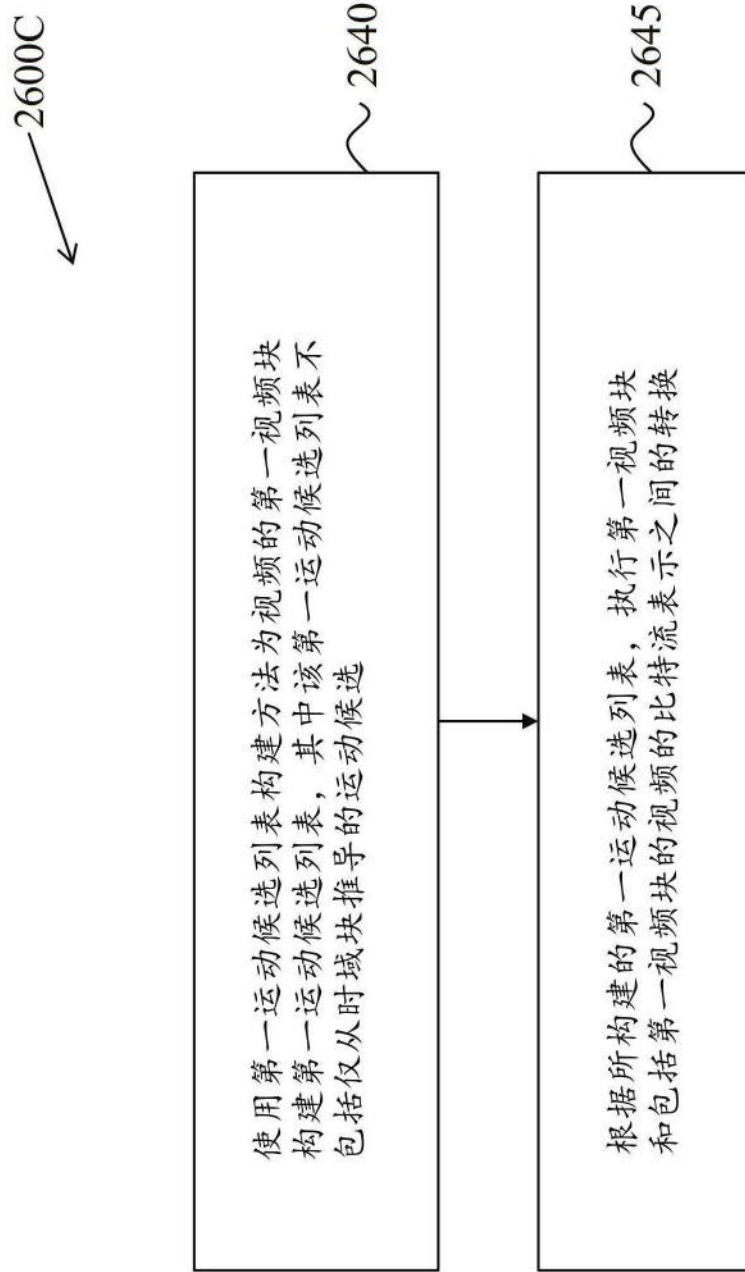 2600C
使用第一运动候选列表构建方法为视频的第一视频块
构建第一运动候选列表，其中该第一运动候选列表不
包括仅从时域块推导的运动候选
2640
根据所构建的第一运动候选列表，执行第一视频块
和包括第一视频块的视频的比特流表示之间的转换
2645